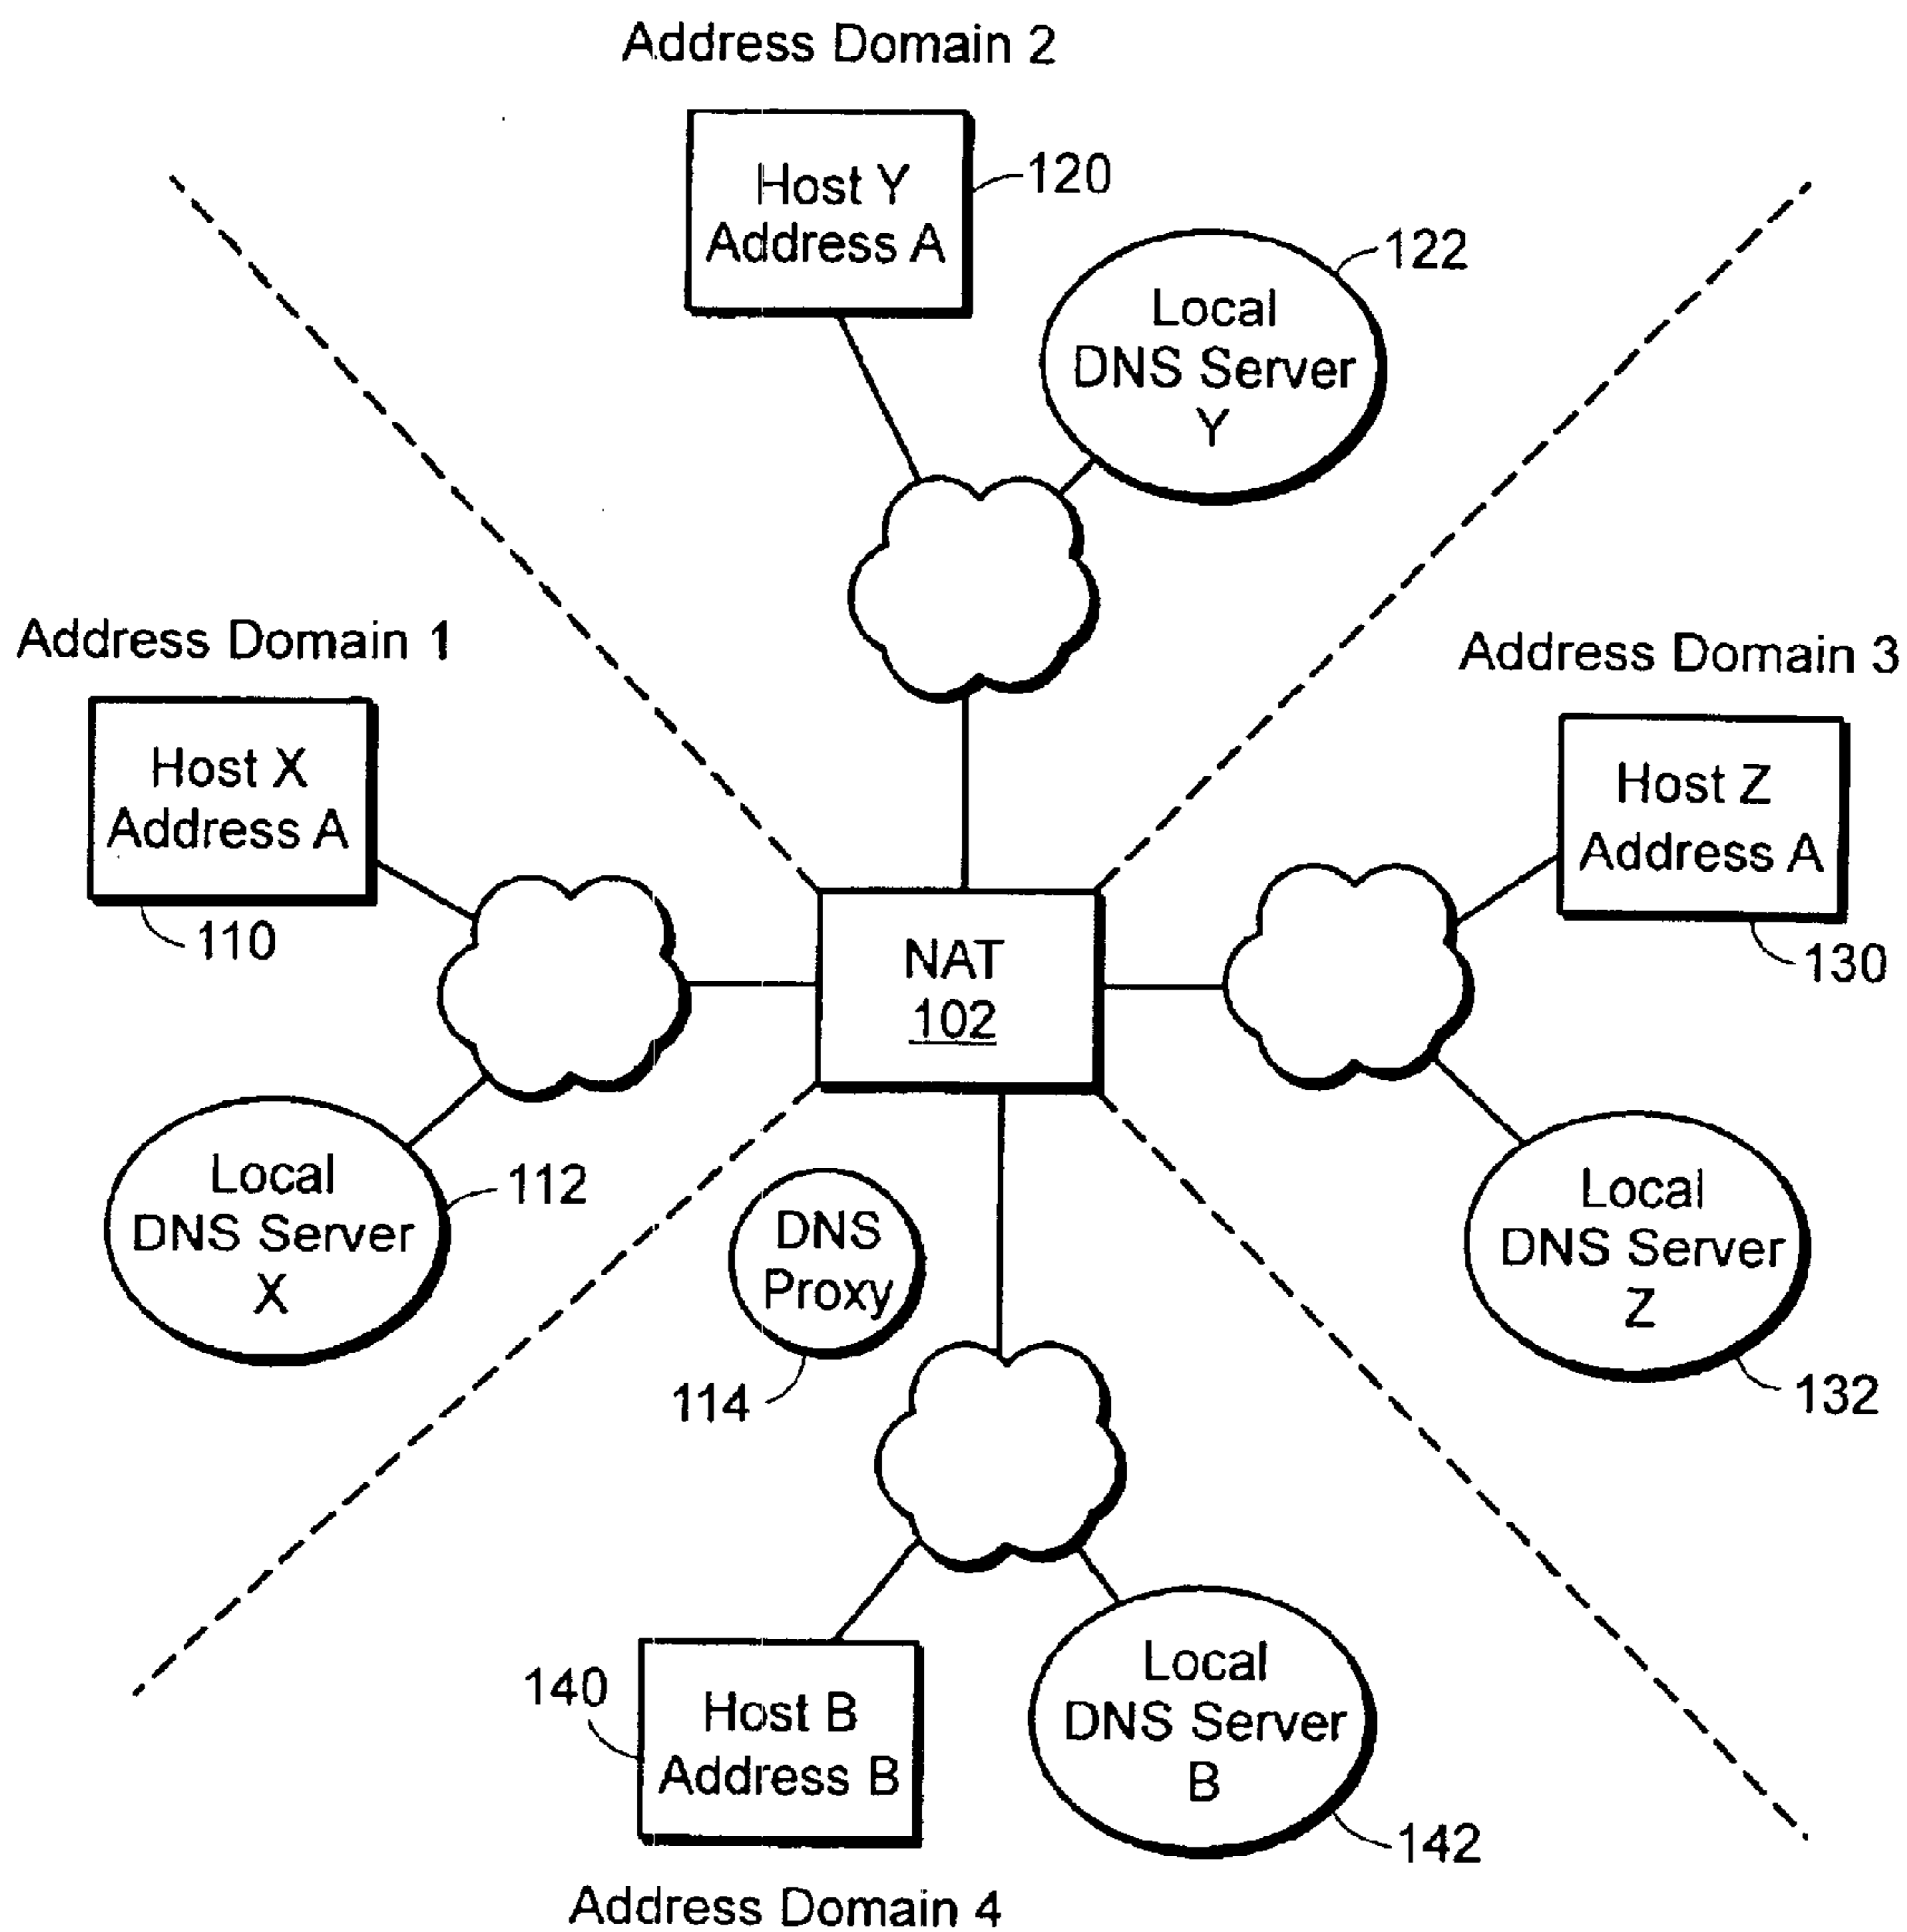 Address Domain 2
Host Y
Address A
120
122
Local
DNS Server
Y
Address Domain 1
Host X
Address A
110
Address Domain 3
Host Z
Address A
130
NAT
102
Local
DNS Server
X
112
DNS
Proxy
114
Local
DNS Server
Z
132
140
Host B
Address B
Local
DNS Server
B
142
Address Domain 4